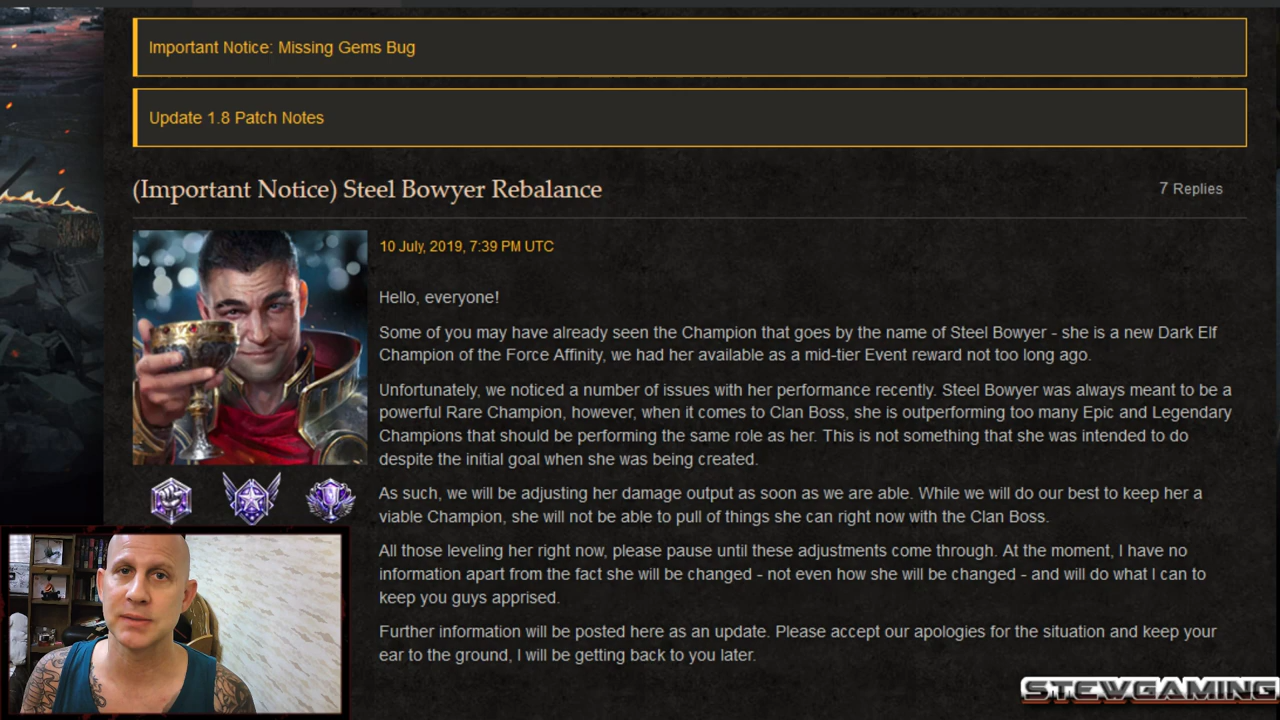 Important Notice: Missing Gems Bug
Update 1.8 Patch Notes
(Important Notice) Steel Bowyer Rebalance
7 Replies
10 July, 2019, 7:39 PM UTC
Hello, everyone!
Some of you may have already seen the Champion that goes by the name of Steel Bowyer - she is a new Dark Elf
Champion of the Force Affinity, we had her available as a mid-tier Event reward not too long ago.
Unfortunately, we noticed a number of issues with her performance recently. Steel Bowyer was always meant to be a
powerful Rare Champion, however, when it comes to Clan Boss, she is outperforming too many Epic and Legendary
Champions that should be performing the same role as her. This is not something that she was intended to do
despite the initial goal when she was being created.
As such, we will be adjusting her damage output as soon as we are able. While we will do our best to keep her a
viable Champion, she will not be able to pull of things she can right now with the Clan Boss.
All those leveling her right now, please pause until these adjustments come through. At the moment, I have no
information apart from the fact she will be changed - not even how she will be changed - and will do what I can to
keep you guys apprised.
Further information will be posted here as an update. Please accept our apologies for the situation and keep your
ear to the ground, I will be getting back to you later.
STEWGAMING